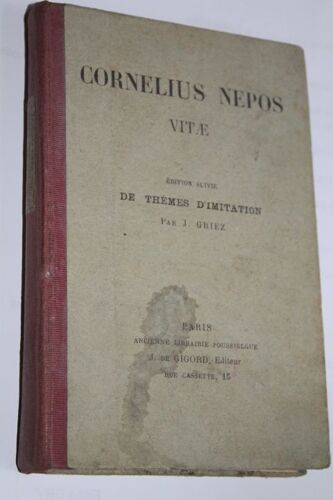 CORNELIUS NEPOS
VITÆ
ÉDITION SUIVIE
DE THÈMES D'IMITATION
PAR J. GRIEZ
PARIS
ANCIENNE LIBRAIRIE POUSSIELGUE
J. DE GIGORD, Editeur
RUE CASSETTE, 15